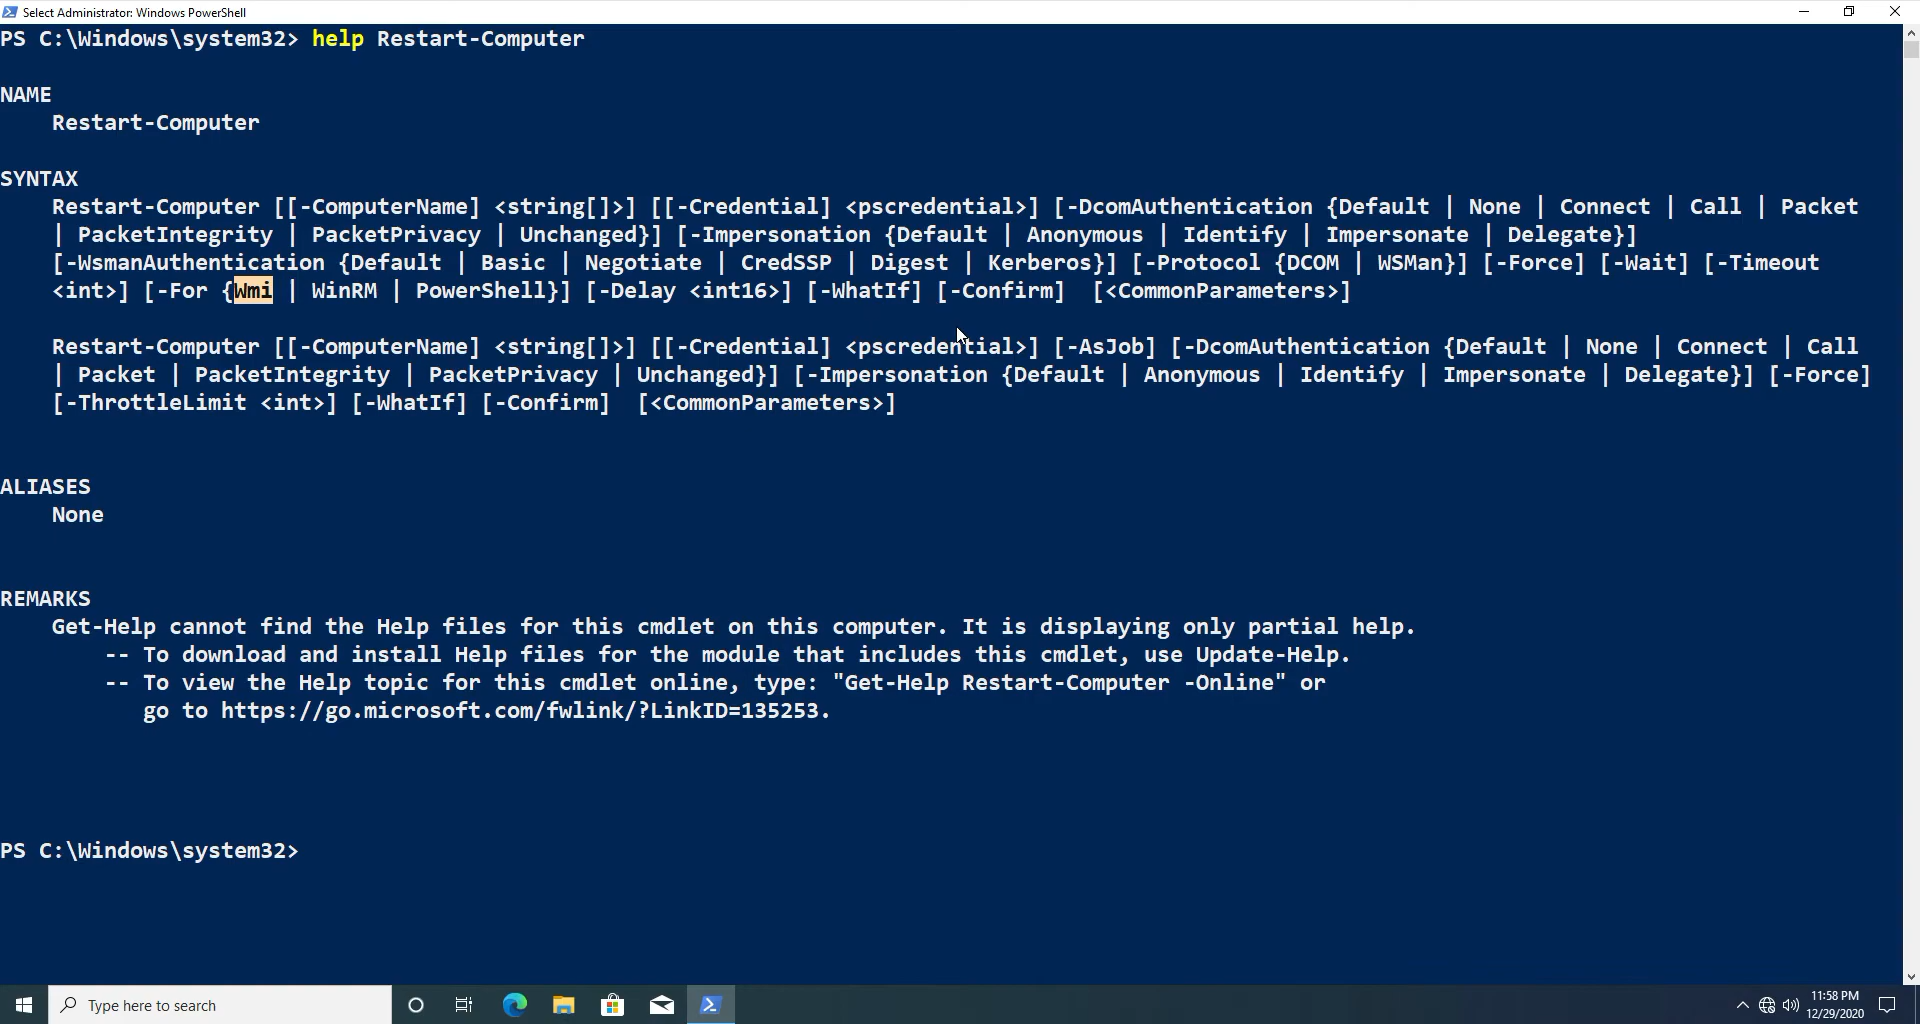 Select Administrator: Windows PowerShell
PS C:\Windows\system32> help Restart-Computer
NAME
Restart-Computer
SYNTAX
Restart-Computer [[-ComputerName] <string[]>] [[-Credential] <pscredential>] [-DcomAuthentication {Default | None | Connect | Call | Packet
| PacketIntegrity | PacketPrivacy | Unchanged}] [-Impersonation {Default | Anonymous | Identify | Impersonate | Delegate}]
[-WsmanAuthentication {Default | Basic | Negotiate | CredSSP | Digest | Kerberos}] [-Protocol {DCOM | WSMan}] [-Force] [-Wait] [-Timeout
<int>] [-For {Wmi | WinRM | PowerShell}] [-Delay <int16>] [-WhatIf] [-Confirm]  [<CommonParameters>]
Restart-Computer [[-ComputerName] <string[]>] [[-Credential] <pscredential>] [-AsJob] [-DcomAuthentication {Default | None | Connect | Call
| Packet | PacketIntegrity | PacketPrivacy | Unchanged}] [-Impersonation {Default | Anonymous | Identify | Impersonate | Delegate}] [-Force]
[-ThrottleLimit <int>] [-WhatIf] [-Confirm]  [<CommonParameters>]
ALIASES
None
REMARKS
Get-Help cannot find the Help files for this cmdlet on this computer. It is displaying only partial help.
-- To download and install Help files for the module that includes this cmdlet, use Update-Help.
-- To view the Help topic for this cmdlet online, type: "Get-Help Restart-Computer -Online" or
go to https://go.microsoft.com/fwlink/?LinkID=135253.
PS C:\Windows\system32>
Type here to search
11:58 PM
12/29/2020